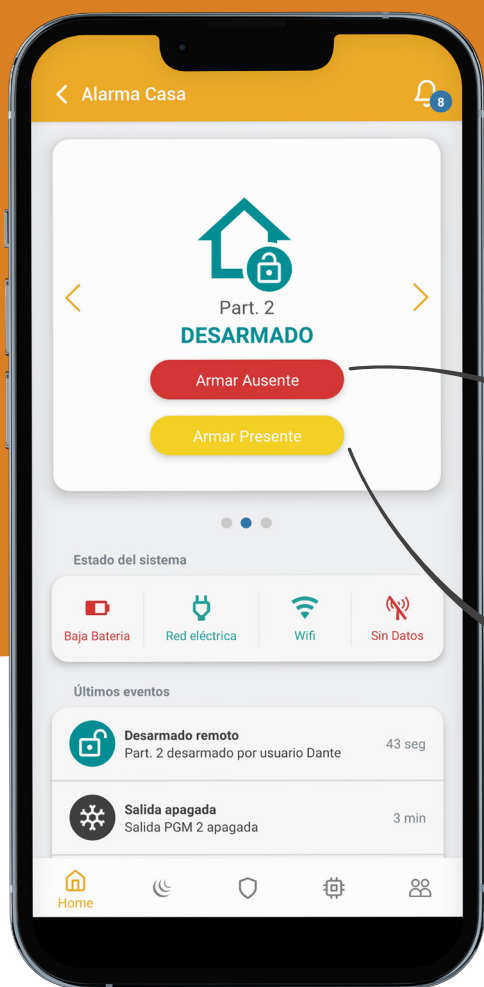 Alarma Casa
8
Part. 2
DESARMADO
Armar Ausente
Armar Presente
Estado del sistema
Baja Bateria
Red eléctrica
Wifi
Sin Datos
Últimos eventos
Desarmado remoto
Part. 2 desarmado por usuario Dante
43 seg
Salida apagada
Salida PGM 2 apagada
3 min
Home